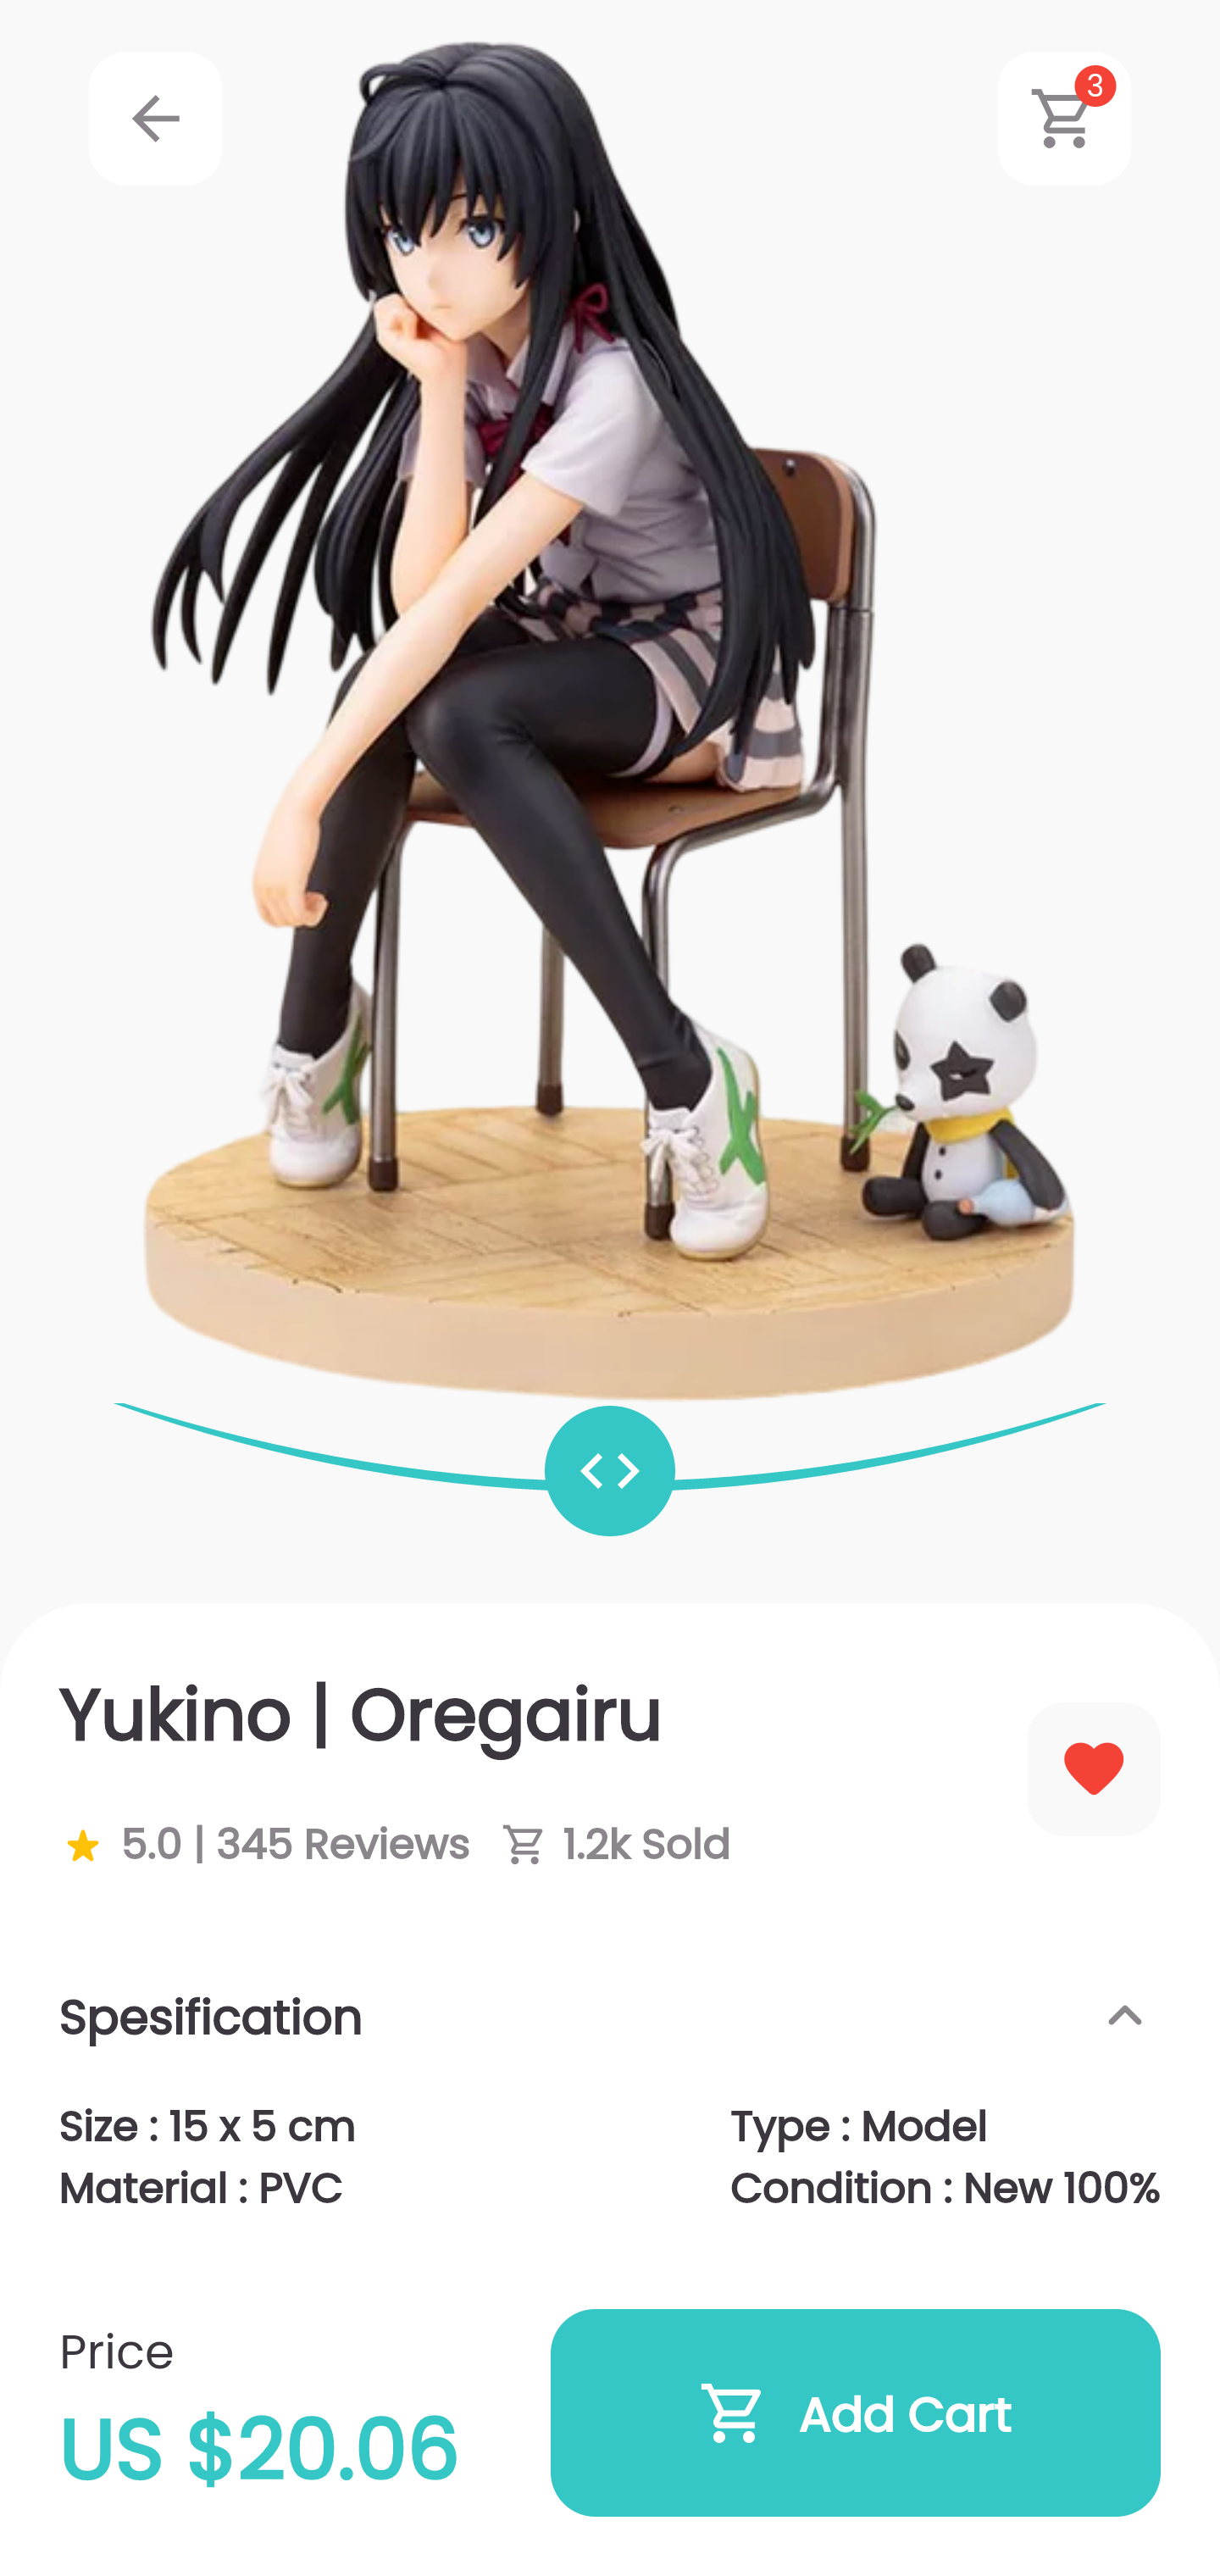 3
Yukino | Oregairu
5.0 | 345 Reviews 1.2k Sold
Spesification
Size : 15 x 5 cm
Type : Model
Material : PVC
Condition : New 100%
Price
US $20.06
Add Cart